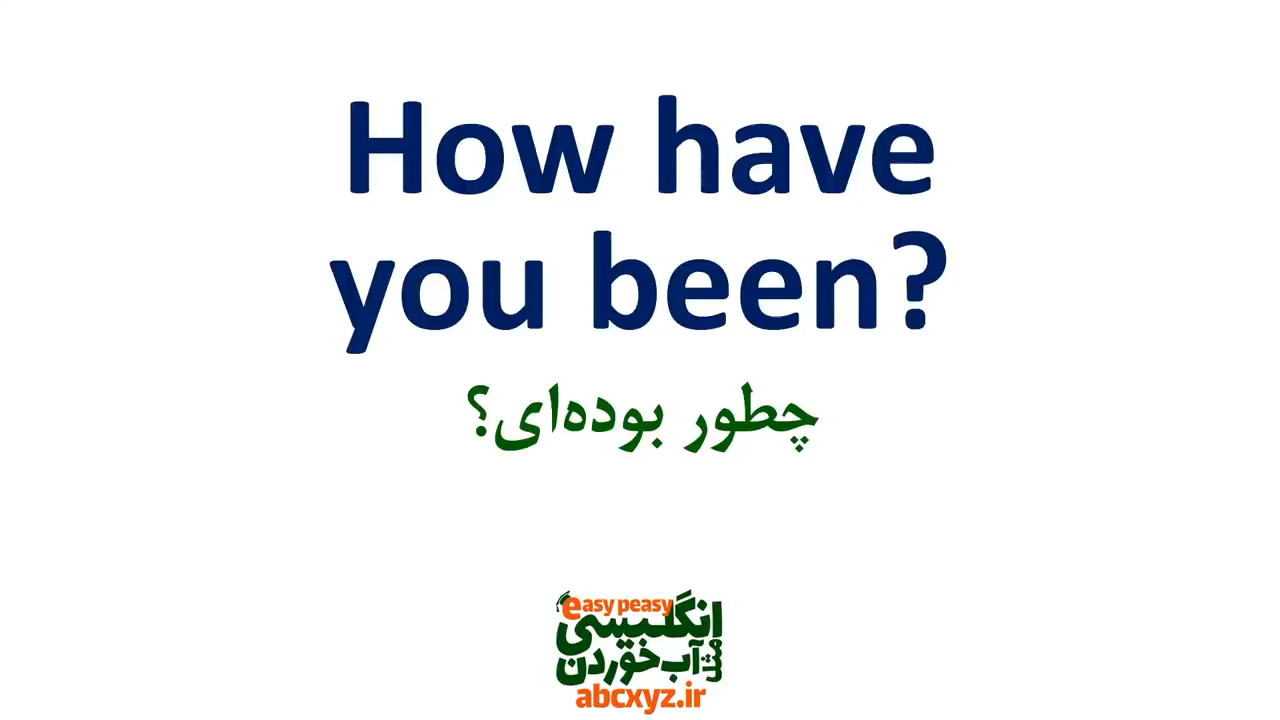 How have
you been?
چطور بوده‌ای؟
easy peasy
انگلیسی
مثل آب خوردن
abcxyz.ir